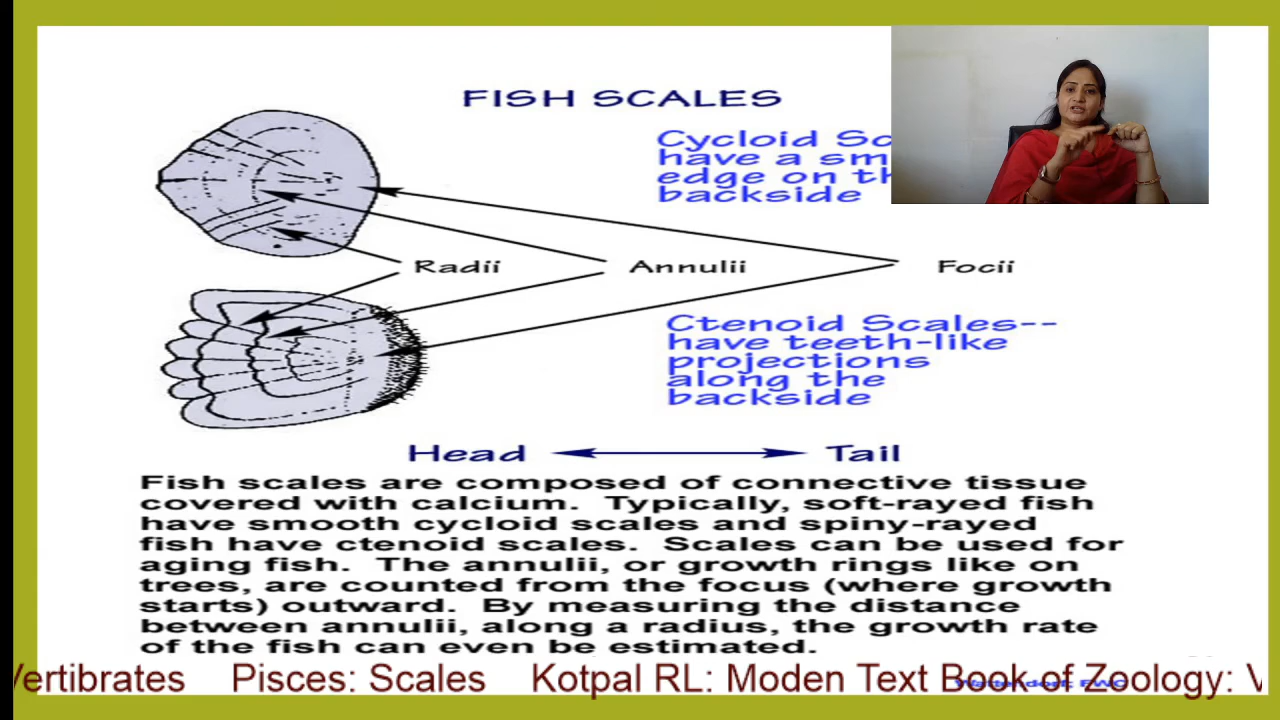 FISH SCALES
Cycloid Sc
have a sm
edge on th
backside
Radii
Annulii
Focii
Ctenoid Scales--
have teeth-like
projections
along the
backside
Head
Tail
Fish scales are composed of connective tissue
covered with calcium. Typically, soft-rayed fish
have smooth cycloid scales and spiny-rayed
fish have ctenoid scales. Scales can be used for
aging fish. The annulii, or growth rings like on
trees, are counted from the focus (where growth
starts) outward. By measuring the distance
between annulii, along a radius, the growth rate
of the fish can even be estimated.
Vertibrates Pisces: Scales Kotpal RL: Moden Text Book of Zoology: V